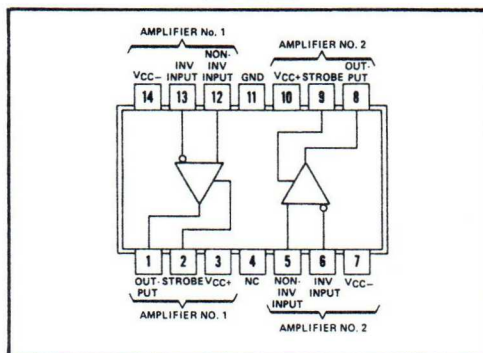 AMPLIFIER No. 1
AMPLIFIER NO. 2
VCC–
INV INPUT
NON-INV INPUT
GND
VCC+
STROBE
OUT-PUT
14 13 12 11 10 9 8
1 2 3 4 5 6 7
OUT-PUT
STROBE
VCC+
NC
NON-INV INPUT
INV INPUT
VCC–
AMPLIFIER NO. 1
AMPLIFIER NO. 2